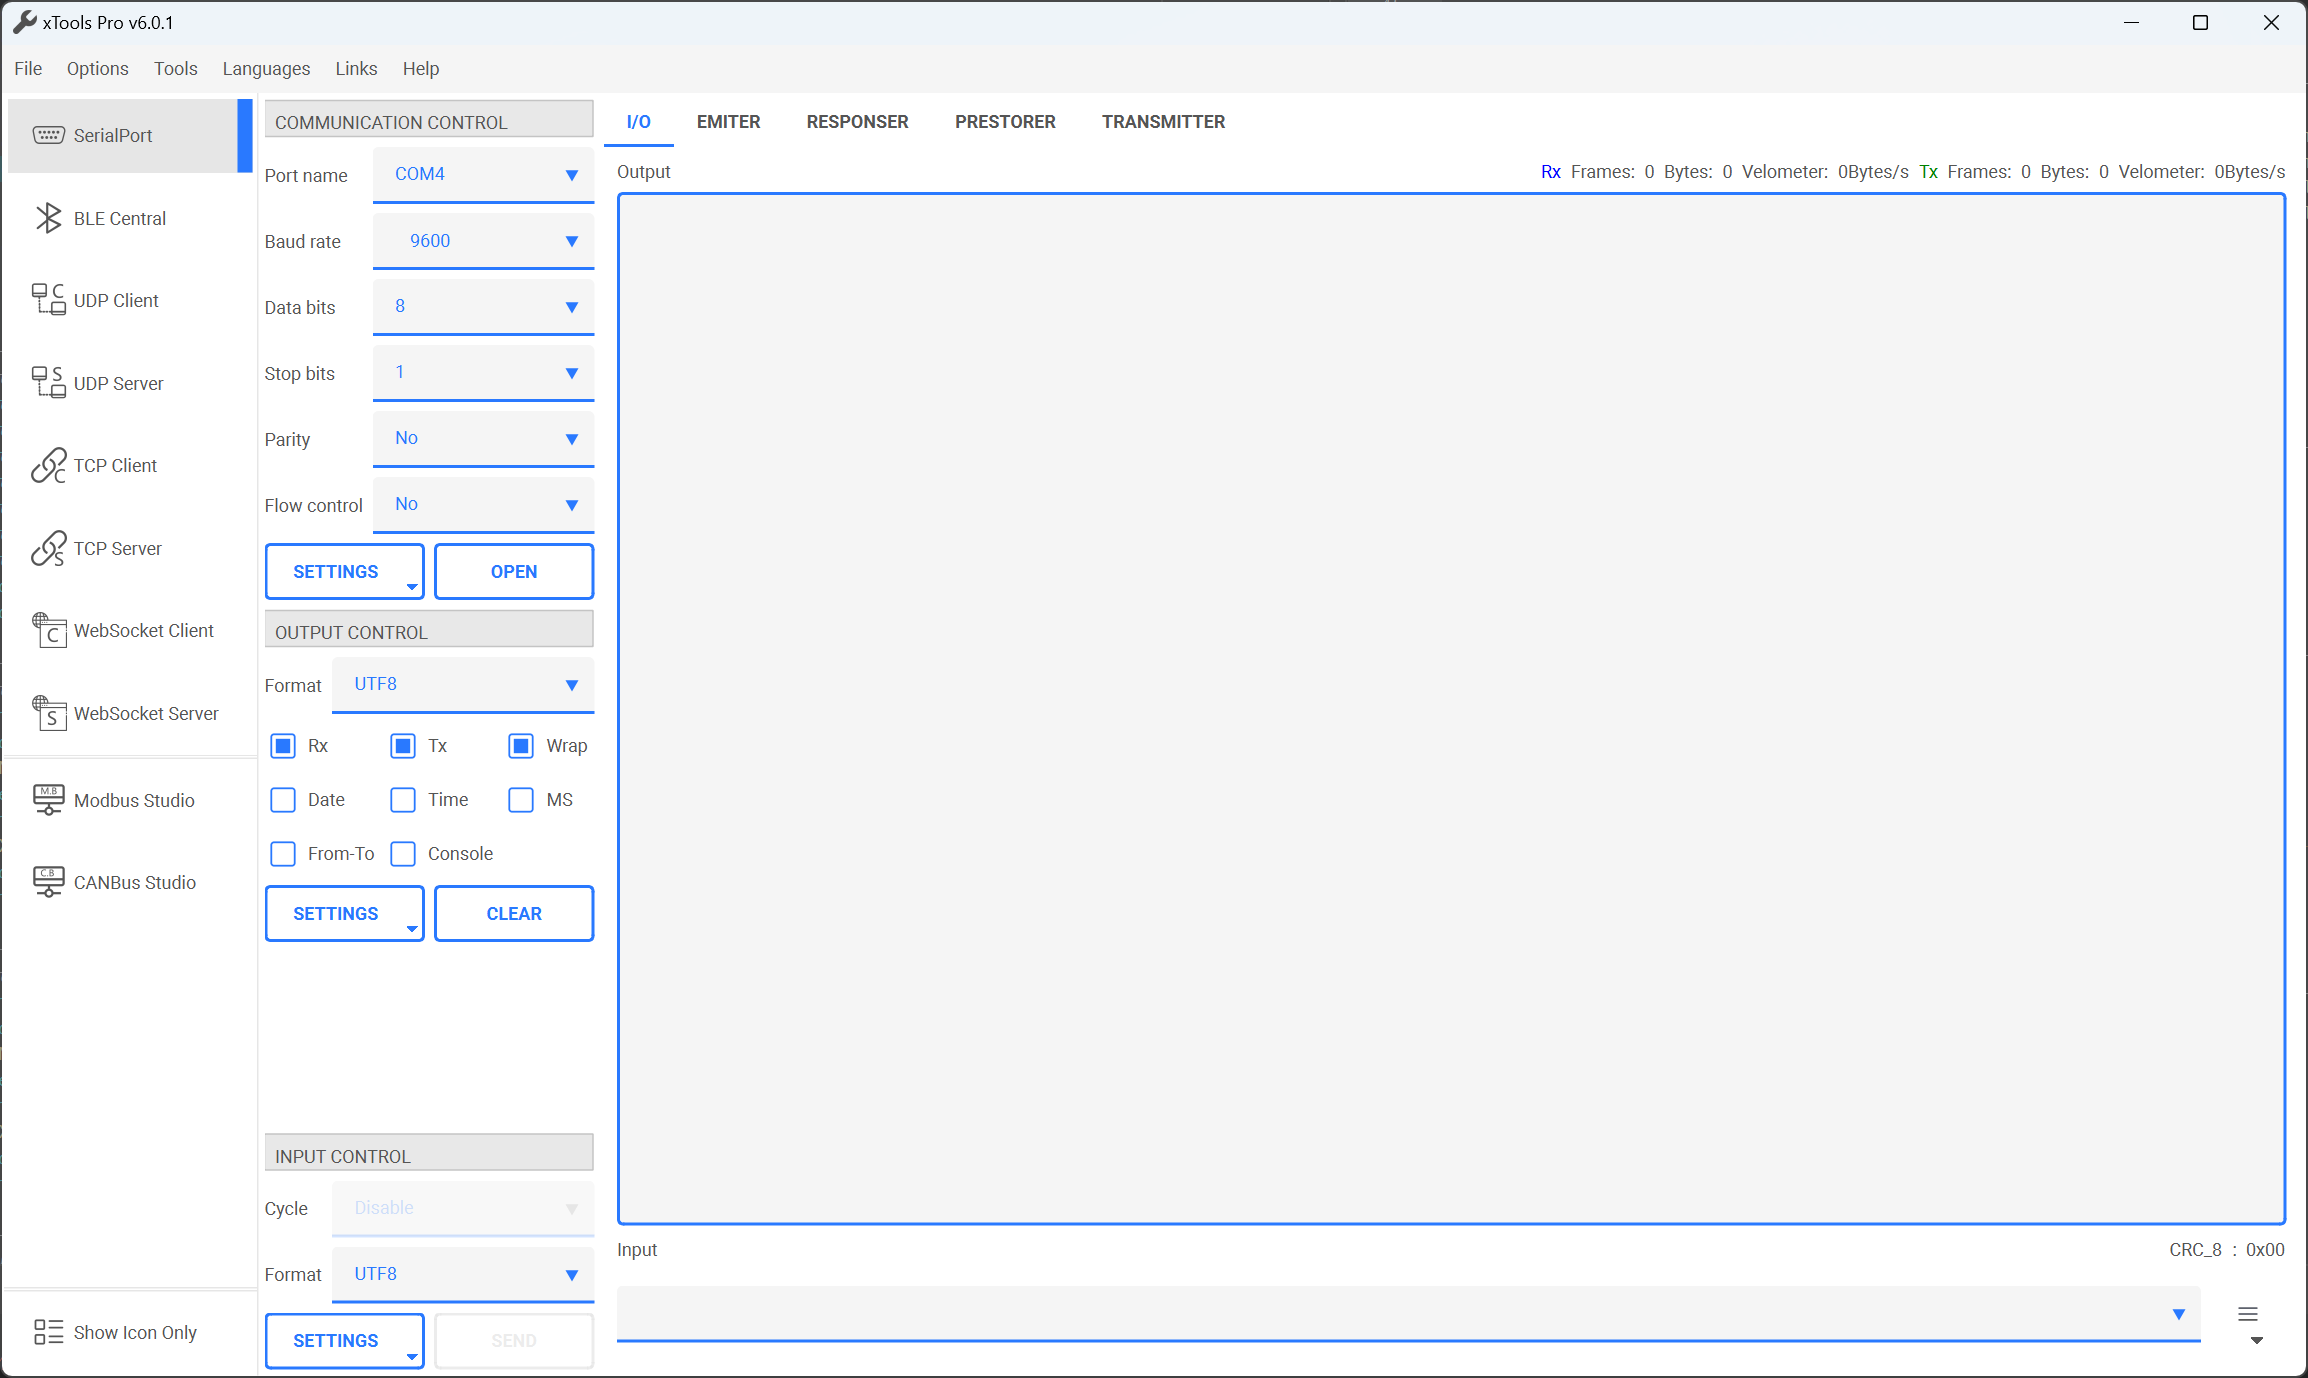 xTools Pro v6.0.1
File Options Tools Languages Links Help
SerialPort
BLE Central
C
UDP Client
S
UDP Server
C
TCP Client
S
TCP Server
C
WebSocket Client
S
WebSocket Server
M.B
Modbus Studio
C.B
CANBus Studio
Show Icon Only
COMMUNICATION CONTROL
Port name COM4
Baud rate 9600
Data bits 8
Stop bits 1
Parity No
Flow control No
SETTINGS OPEN
OUTPUT CONTROL
Format UTF8
Rx Tx Wrap
Date Time MS
From-To Console
SETTINGS CLEAR
INPUT CONTROL
Cycle Disable
Format UTF8
SETTINGS SEND
I/O EMITER RESPONSER PRESTORER TRANSMITTER
Output Rx Frames: 0 Bytes: 0 Velometer: 0Bytes/s Tx Frames: 0 Bytes: 0 Velometer: 0Bytes/s
Input CRC_8 : 0x00